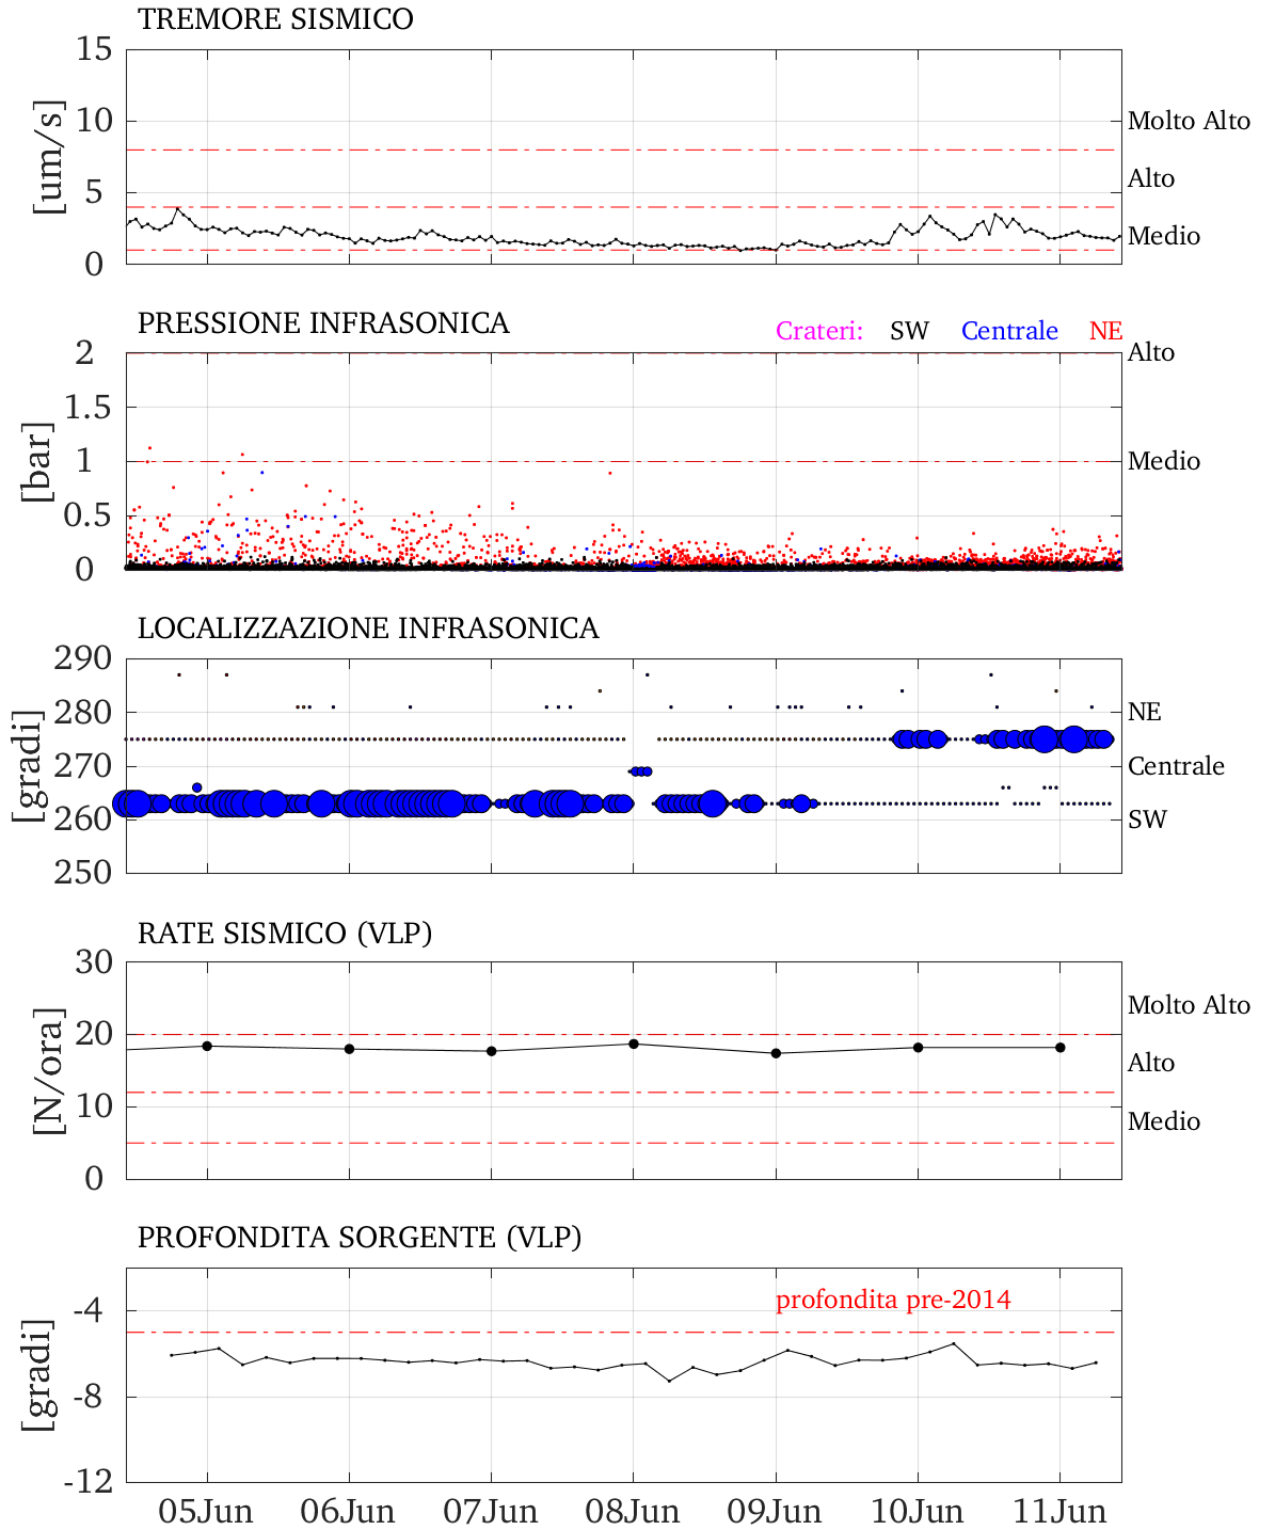 TREMORE SISMICO
15
10
5
0
[um/s]
Molto Alto
Alto
Medio
PRESSIONE INFRASONICA
Crateri: SW Centrale NE
2
1.5
1
0.5
0
[bar]
Alto
Medio
LOCALIZZAZIONE INFRASONICA
290
280
270
260
250
[gradi]
NE
Centrale
SW
RATE SISMICO (VLP)
30
20
10
0
[N/ora]
Molto Alto
Alto
Medio
PROFONDITA SORGENTE (VLP)
profondita pre-2014
-4
-8
-12
[gradi]
05Jun 06Jun 07Jun 08Jun 09Jun 10Jun 11Jun